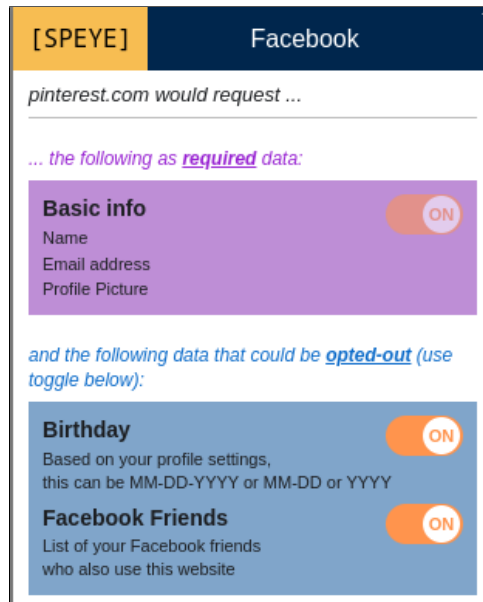 [SPEYE] Facebook
pinterest.com would request ...
... the following as required data:
Basic info ON
Name
Email address
Profile Picture
and the following data that could be opted-out (use
toggle below):
Birthday ON
Based on your profile settings,
this can be MM-DD-YYYY or MM-DD or YYYY
Facebook Friends ON
List of your Facebook friends
who also use this website